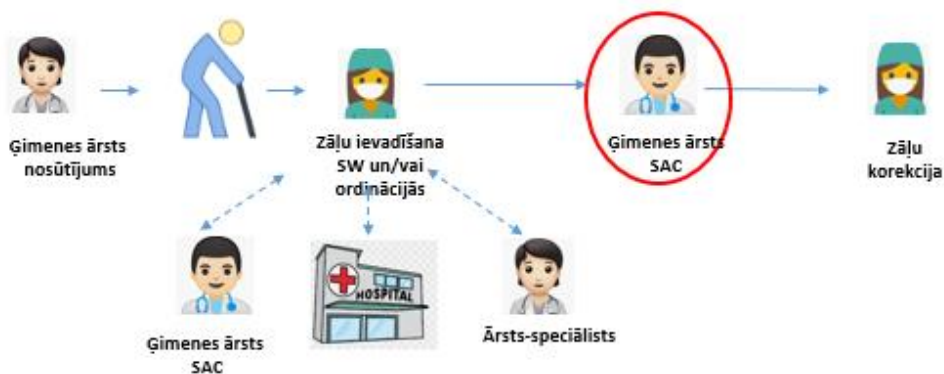 Ģimenes ārsts
nosūtījums
Zāļu ievadīšana
SW un/vai
ordinācijās
Ģimenes ārsts
SAC
Zāļu
korekcija
HOSPITAL
Ģimenes ārsts
SAC
Ārsts-speciālists